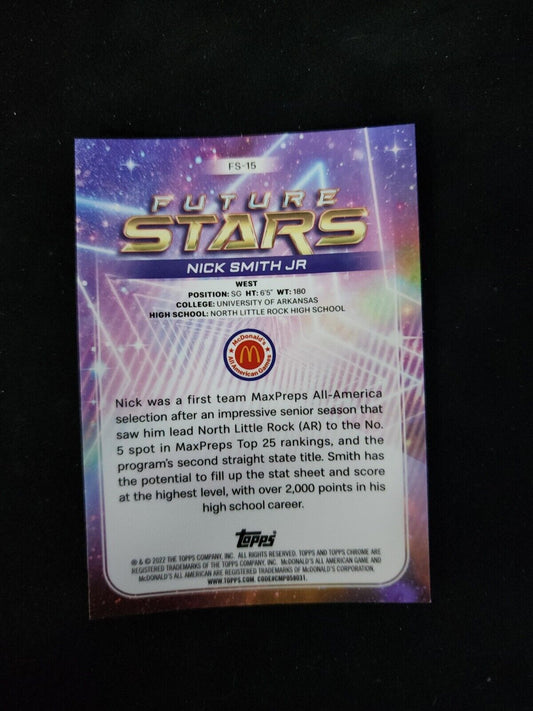 FS-15
FUTURE
STARS
NICK SMITH JR
WEST
POSITION: SG HT: 6'5" WT: 180
COLLEGE: UNIVERSITY OF ARKANSAS
HIGH SCHOOL: NORTH LITTLE ROCK HIGH SCHOOL
McDonald's
All American Games
Nick was a first team MaxPreps All-America
selection after an impressive senior season that
saw him lead North Little Rock (AR) to the No.
5 spot in MaxPreps Top 25 rankings, and the
program's second straight state title. Smith has
the potential to fill up the stat sheet and score
at the highest level, with over 2,000 points in his
high school career.
Topps
® & © 2022 THE TOPPS COMPANY, INC. ALL RIGHTS RESERVED. TOPPS AND TOPPS CHROME ARE
REGISTERED TRADEMARKS OF THE TOPPS COMPANY, INC. McDONALD'S ALL AMERICAN GAME AND
McDONALD'S ALL AMERICAN ARE REGISTERED TRADEMARKS OF McDONALD'S CORPORATION.
WWW.TOPPS.COM. CODE#CMP058031.